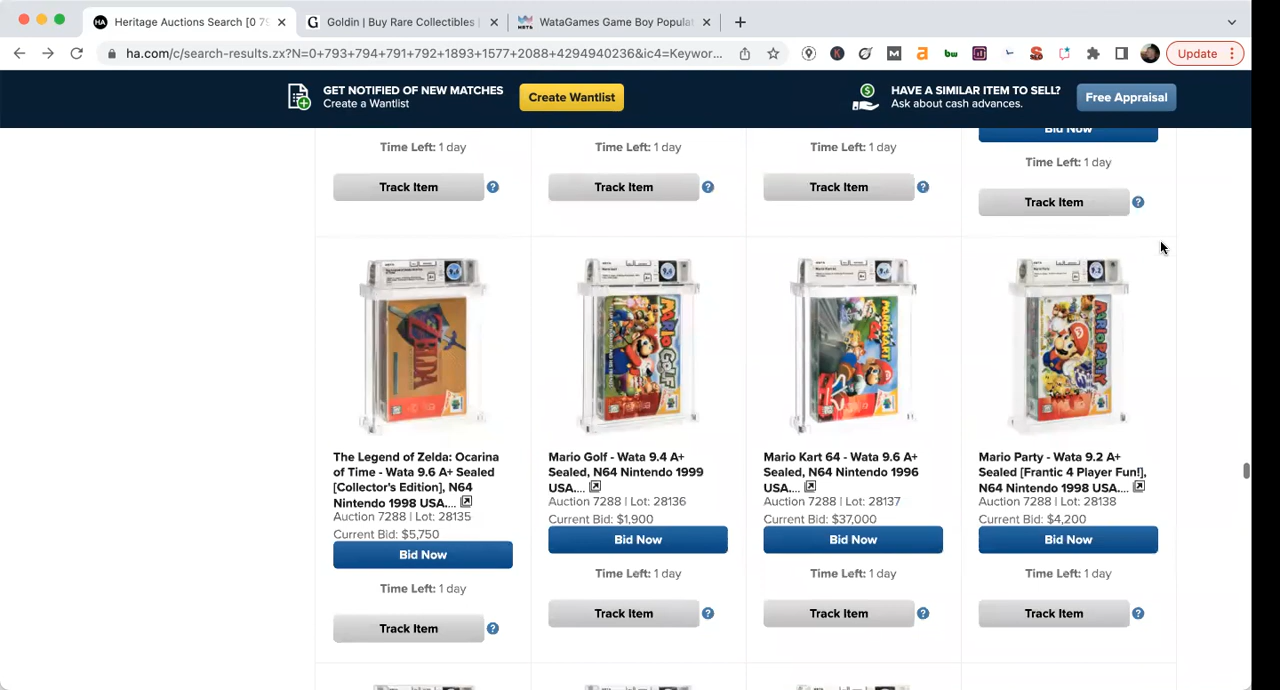 Heritage Auctions Search [0 79
Goldin | Buy Rare Collectibles |
WataGames Game Boy Populat
ha.com/c/search-results.zx?N=0+793+794+791+792+1893+1577+2088+4294940236&ic4=Keywor...
Update
GET NOTIFIED OF NEW MATCHES
Create a Wantlist
Create Wantlist
HAVE A SIMILAR ITEM TO SELL?
Ask about cash advances.
Free Appraisal
Time Left: 1 day
Time Left: 1 day
Time Left: 1 day
Bid Now
Time Left: 1 day
Track Item
Track Item
Track Item
Track Item
ZELDA
MARIO GOLF
MARIO KART
MARIO PARTY
The Legend of Zelda: Ocarina
of Time - Wata 9.6 A+ Sealed
[Collector's Edition], N64
Nintendo 1998 USA....
Auction 7288 | Lot: 28135
Current Bid: $5,750
Bid Now
Time Left: 1 day
Track Item
Mario Golf - Wata 9.4 A+
Sealed, N64 Nintendo 1999
USA....
Auction 7288 | Lot: 28136
Current Bid: $1,900
Bid Now
Time Left: 1 day
Track Item
Mario Kart 64 - Wata 9.6 A+
Sealed, N64 Nintendo 1996
USA....
Auction 7288 | Lot: 28137
Current Bid: $37,000
Bid Now
Time Left: 1 day
Track Item
Mario Party - Wata 9.2 A+
Sealed [Frantic 4 Player Fun!],
N64 Nintendo 1998 USA....
Auction 7288 | Lot: 28138
Current Bid: $4,200
Bid Now
Time Left: 1 day
Track Item